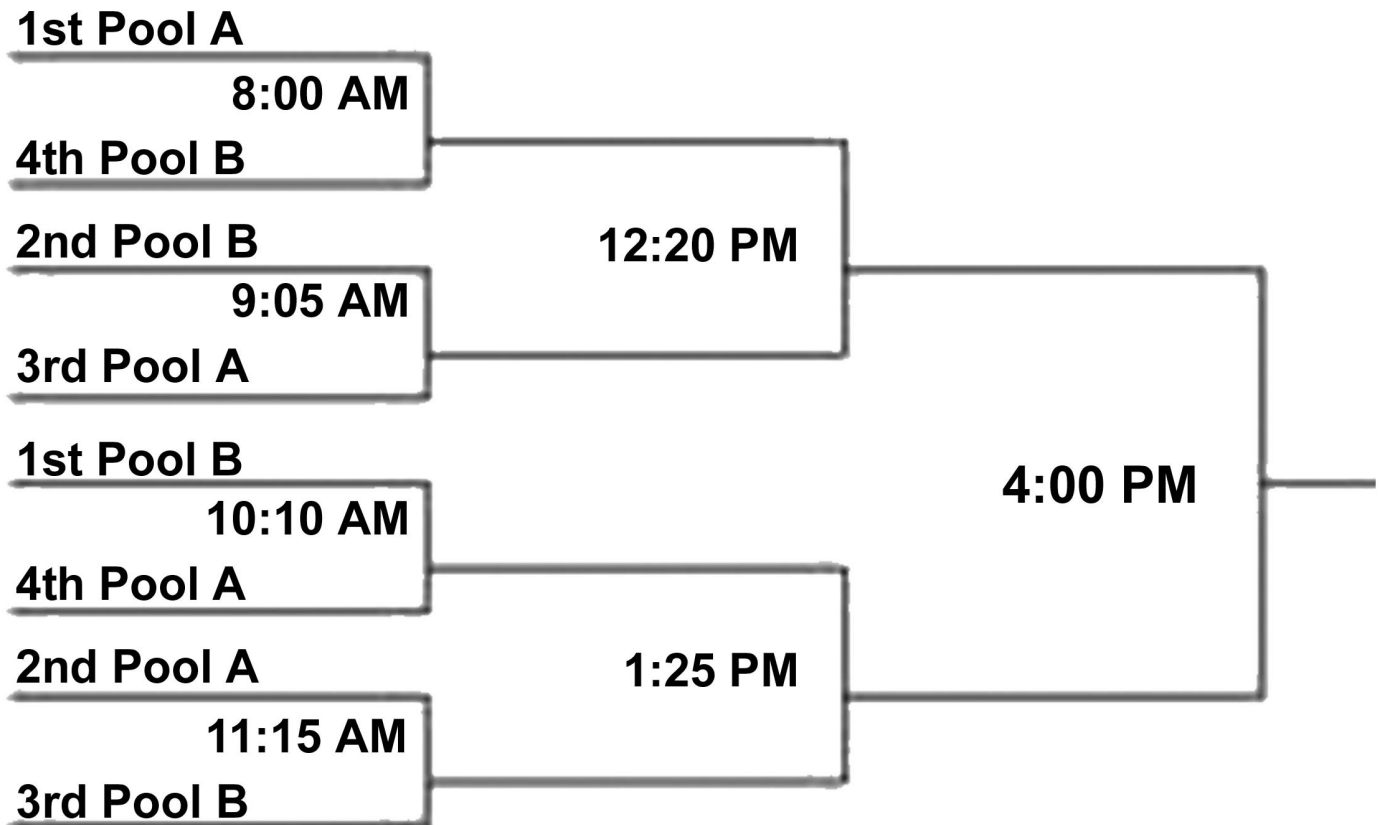 1st Pool A
8:00 AM
4th Pool B
2nd Pool B
9:05 AM
3rd Pool A
12:20 PM
1st Pool B
10:10 AM
4th Pool A
2nd Pool A
11:15 AM
3rd Pool B
1:25 PM
4:00 PM